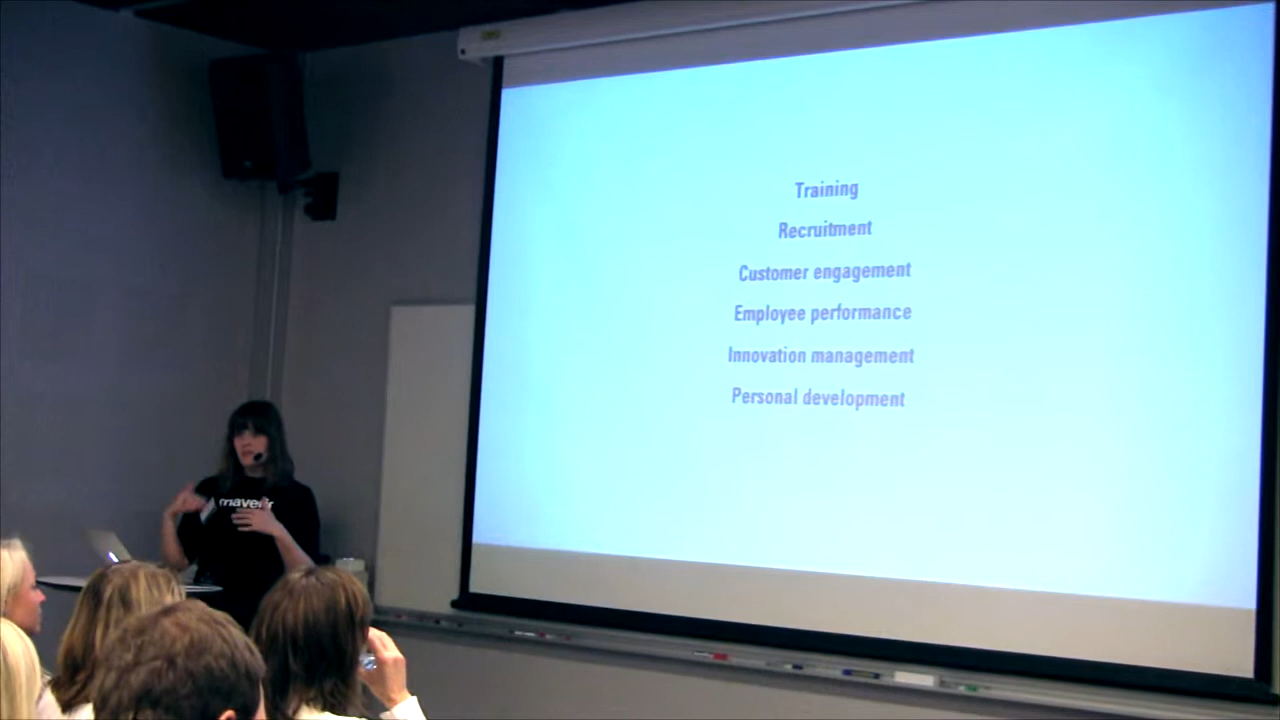 Training
Recruitment
Customer engagement
Employee performance
Innovation management
Personal development